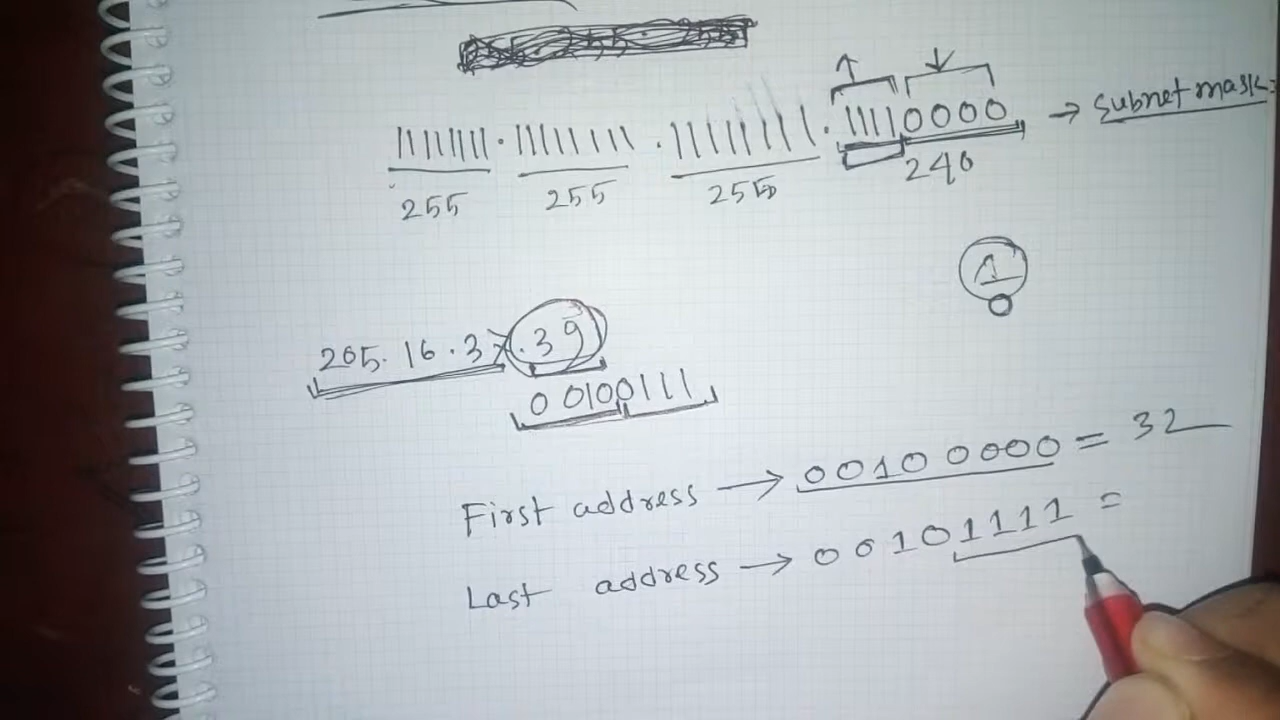 11111111.11111111.11111111.11110000 → Subnet mask:
255 255 255 240
1
205.16.37.39
00100111
First address → 00100000 = 32
Last address → 00101111 =